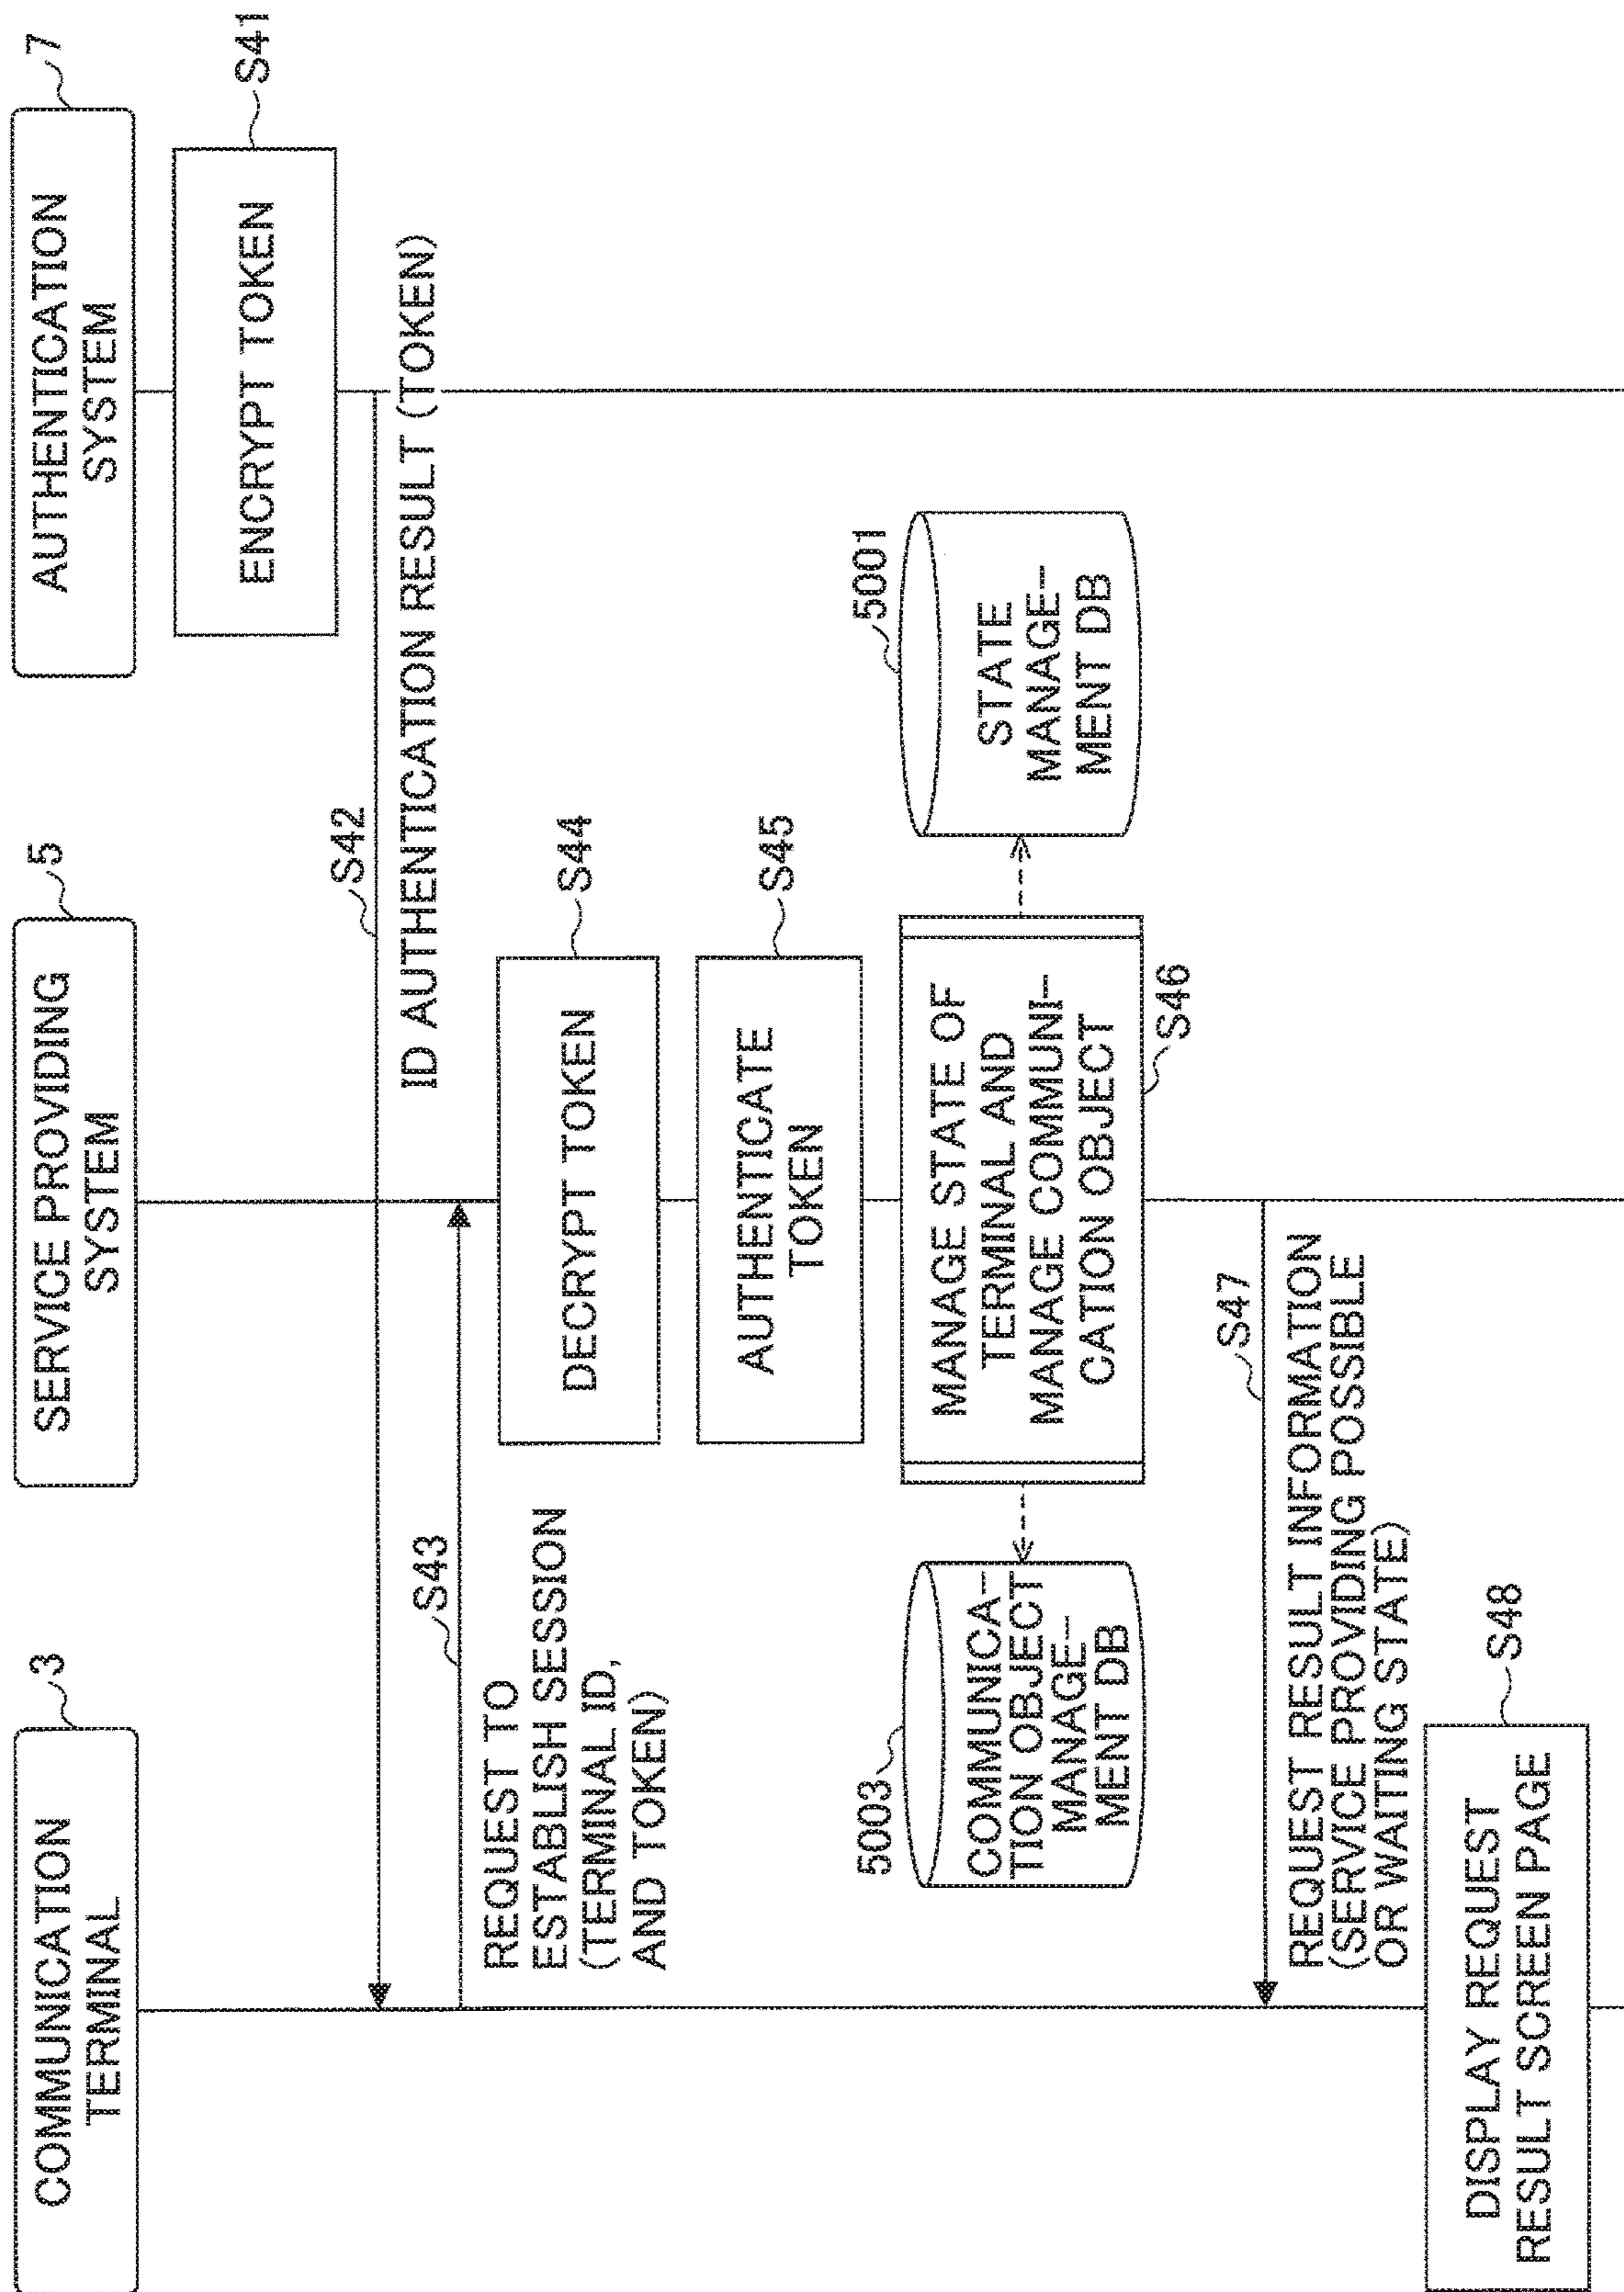 COMMUNICATION
TERMINAL
3
SERVICE PROVIDING
SYSTEM
5
AUTHENTICATION
SYSTEM
7
ENCRYPT TOKEN
S41
S42
ID AUTHENTICATION RESULT (TOKEN)
S43
REQUEST TO
ESTABLISH SESSION
(TERMINAL ID,
AND TOKEN)
DECRYPT TOKEN
S44
AUTHENTICATE
TOKEN
S45
5003
COMMUNICA-
TION OBJECT
MANAGE-
MENT DB
MANAGE STATE OF
TERMINAL AND
MANAGE COMMUNI-
CATION OBJECT
S46
5001
STATE
MANAGE-
MENT DB
S47
REQUEST RESULT INFORMATION
(SERVICE PROVIDING POSSIBLE
OR WAITING STATE)
DISPLAY REQUEST
RESULT SCREEN PAGE
S48